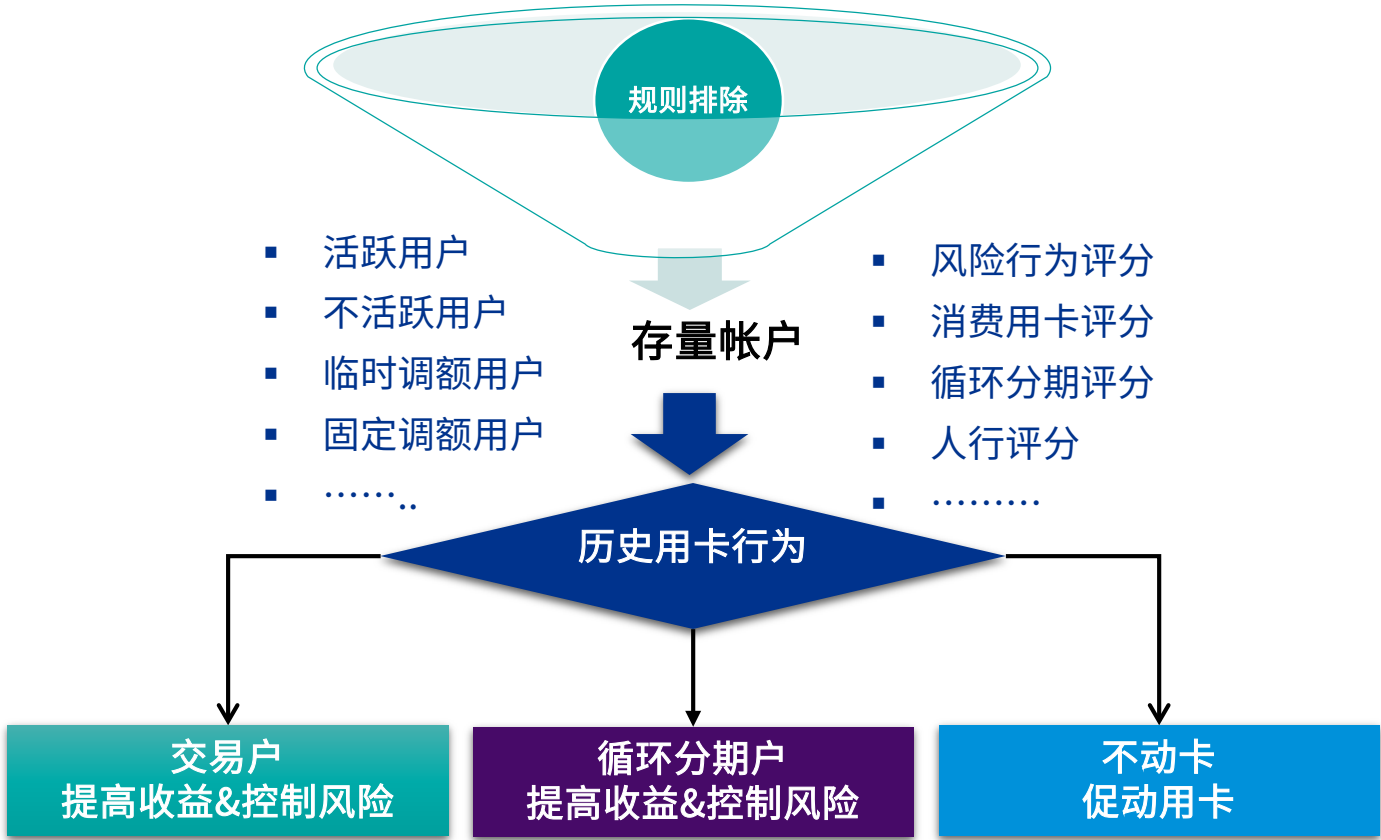 规则排除
活跃用户
不活跃用户
临时调额用户
固定调额用户
……..
风险行为评分
消费用卡评分
循环分期评分
人行评分
………
存量帐户
历史用卡行为
交易户
提高收益&控制风险
循环分期户
提高收益&控制风险
不动卡
促动用卡